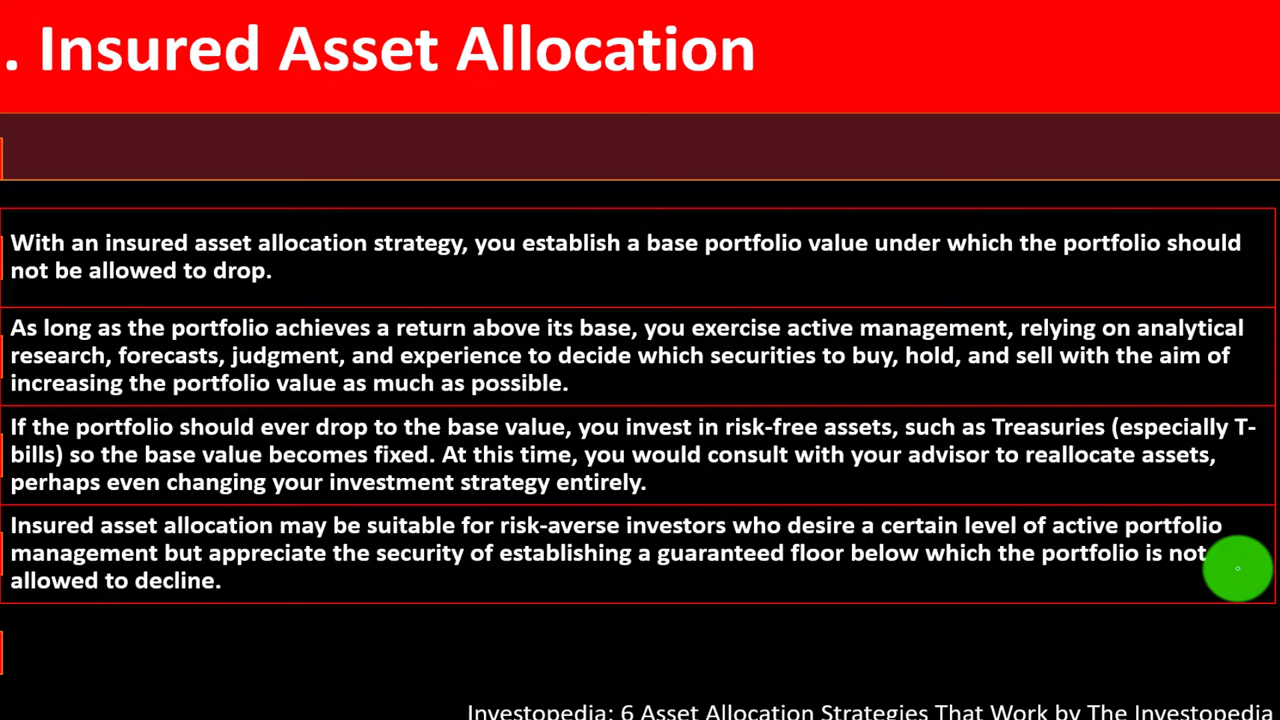 . Insured Asset Allocation
With an insured asset allocation strategy, you establish a base portfolio value under which the portfolio should
not be allowed to drop.
As long as the portfolio achieves a return above its base, you exercise active management, relying on analytical
research, forecasts, judgment, and experience to decide which securities to buy, hold, and sell with the aim of
increasing the portfolio value as much as possible.
If the portfolio should ever drop to the base value, you invest in risk-free assets, such as Treasuries (especially T-
bills) so the base value becomes fixed. At this time, you would consult with your advisor to reallocate assets,
perhaps even changing your investment strategy entirely.
Insured asset allocation may be suitable for risk-averse investors who desire a certain level of active portfolio
management but appreciate the security of establishing a guaranteed floor below which the portfolio is not
allowed to decline.
Investopedia: 6 Asset Allocation Strategies That Work by The Investopedia